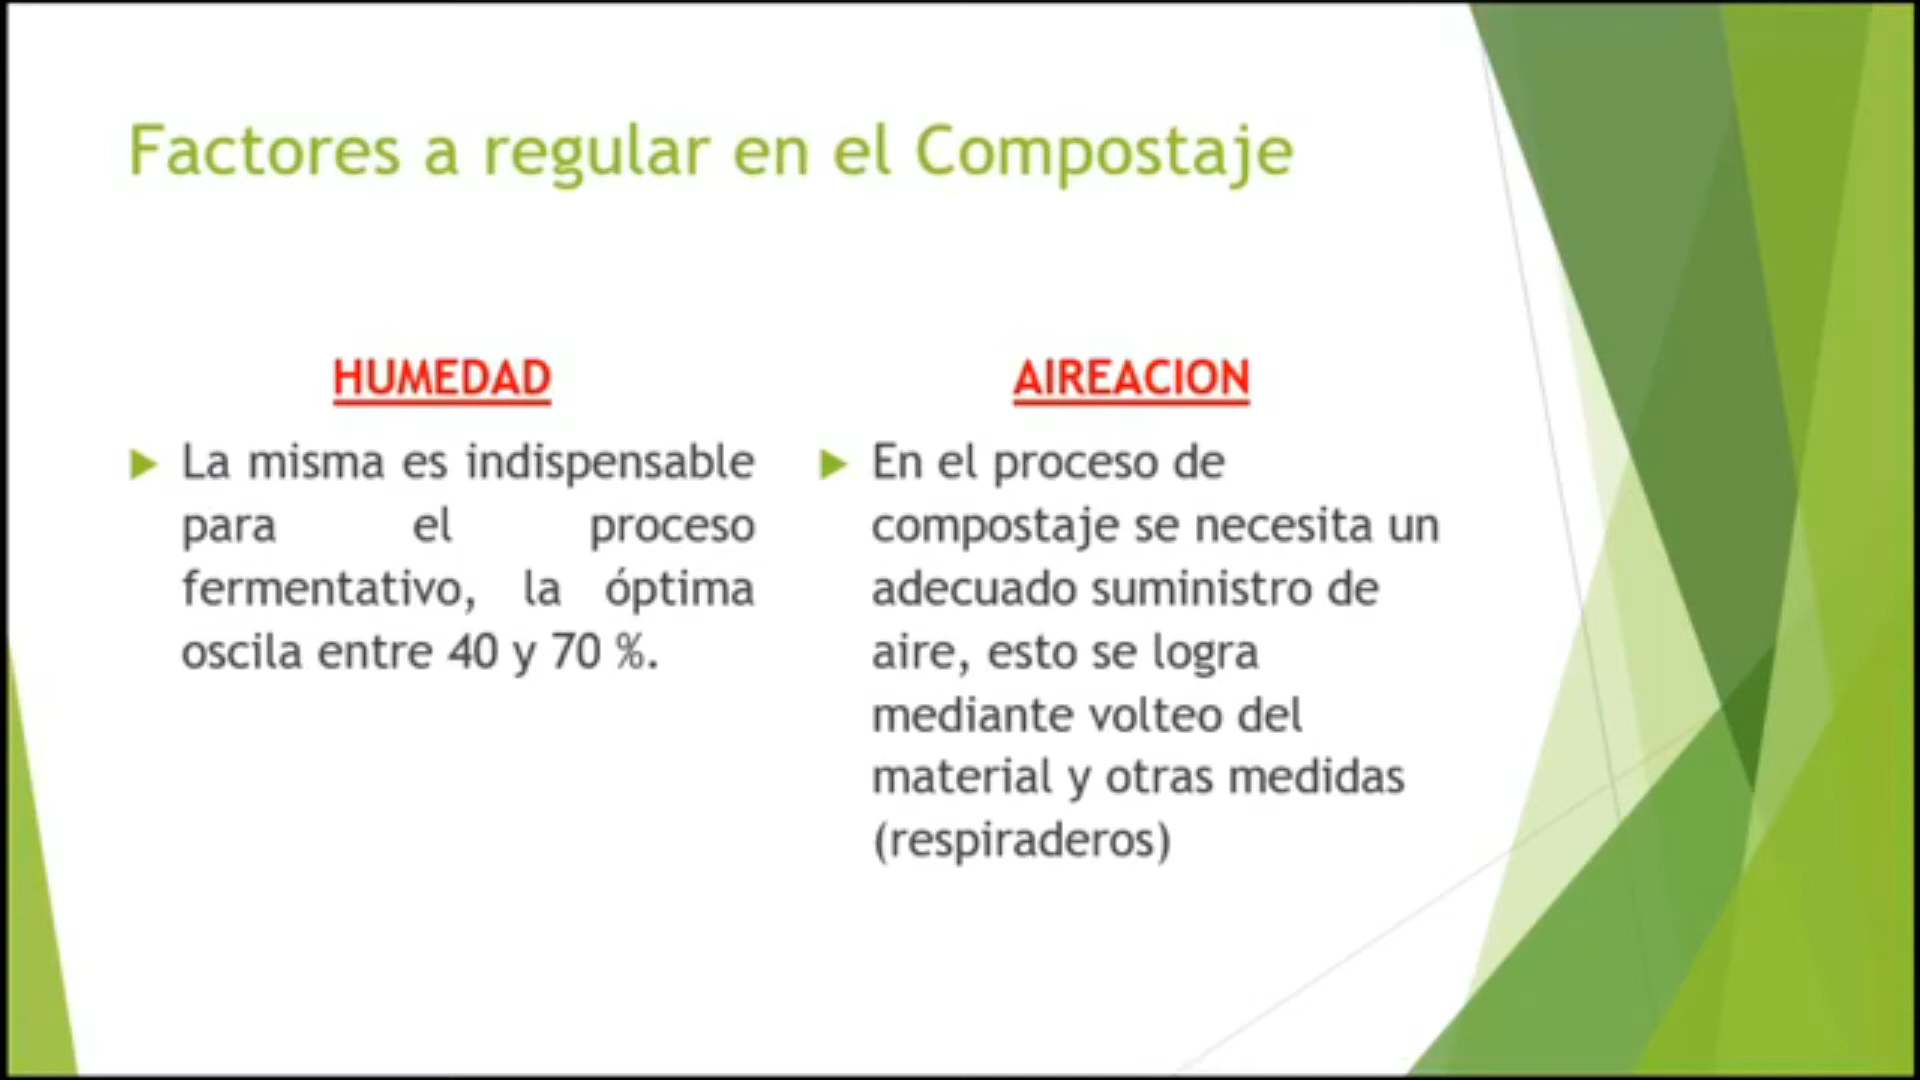 Factores a regular en el Compostaje
HUMEDAD
La misma es indispensable
para el proceso
fermentativo, la óptima
oscila entre 40 y 70 %.
AIREACION
En el proceso de
compostaje se necesita un
adecuado suministro de
aire, esto se logra
mediante volteo del
material y otras medidas
(respiraderos)